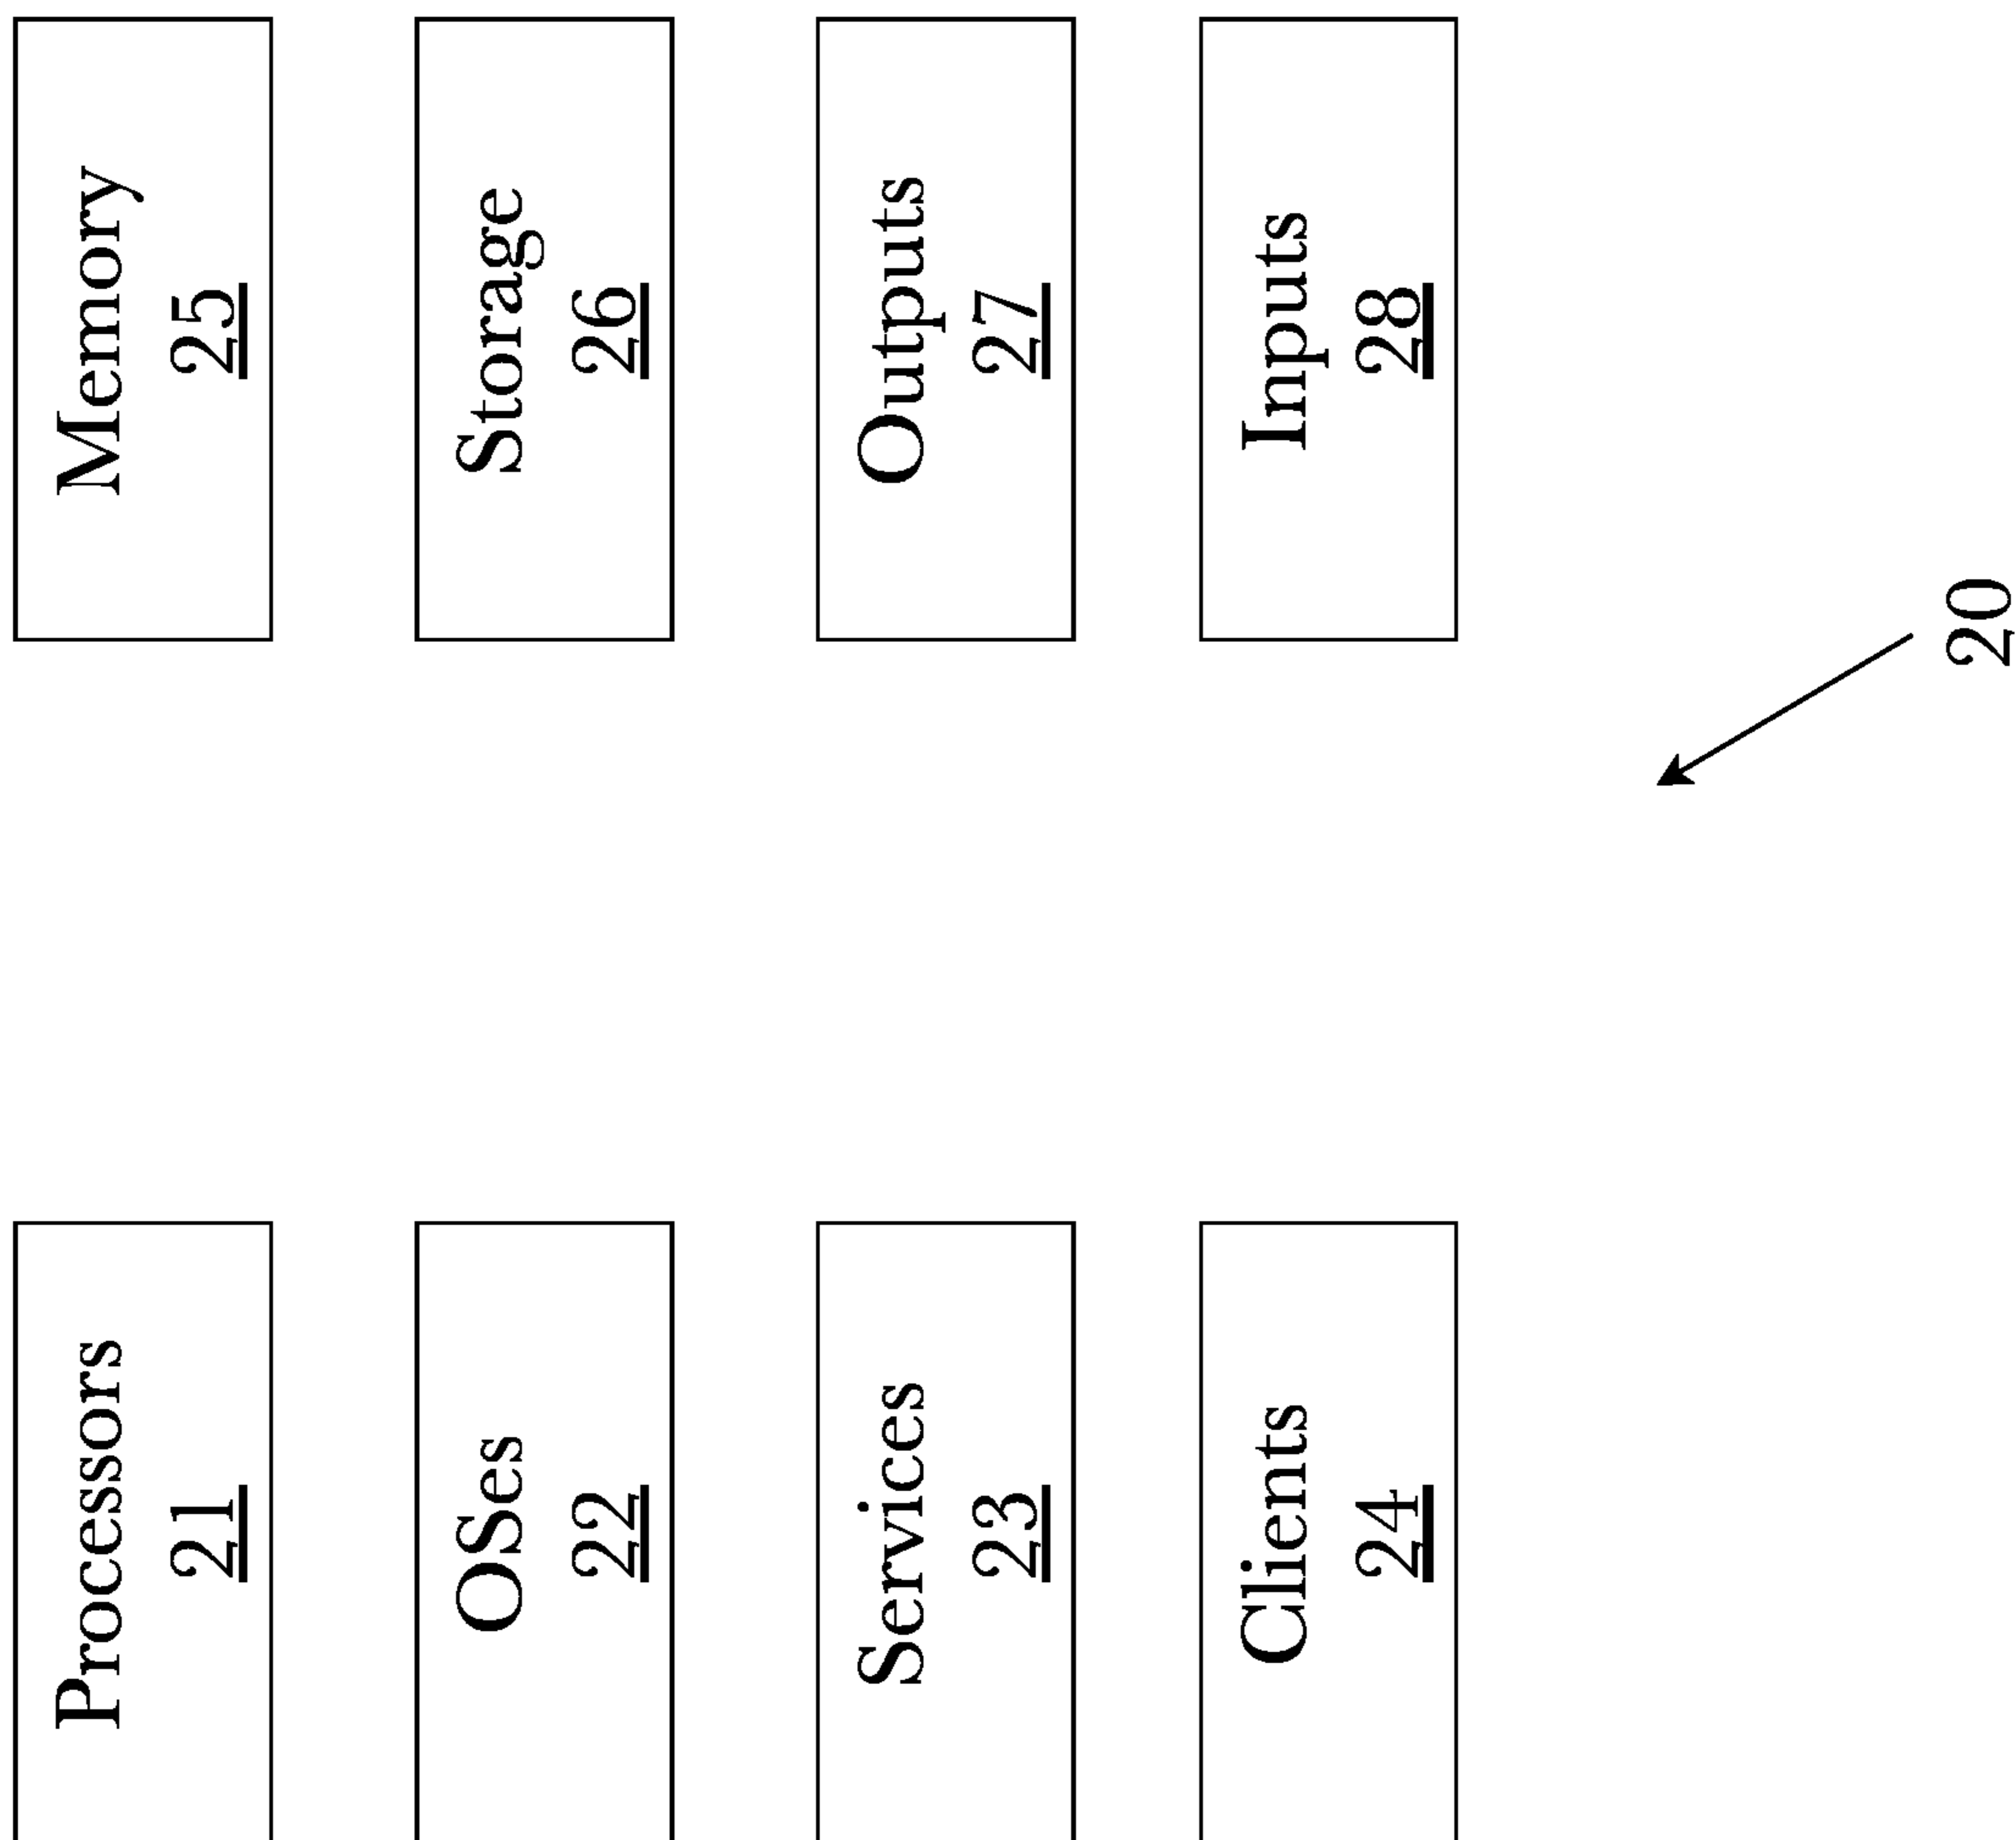 Processors
21
OSes
22
Services
23
Clients
24
Memory
25
Storage
26
Outputs
27
Inputs
28
20